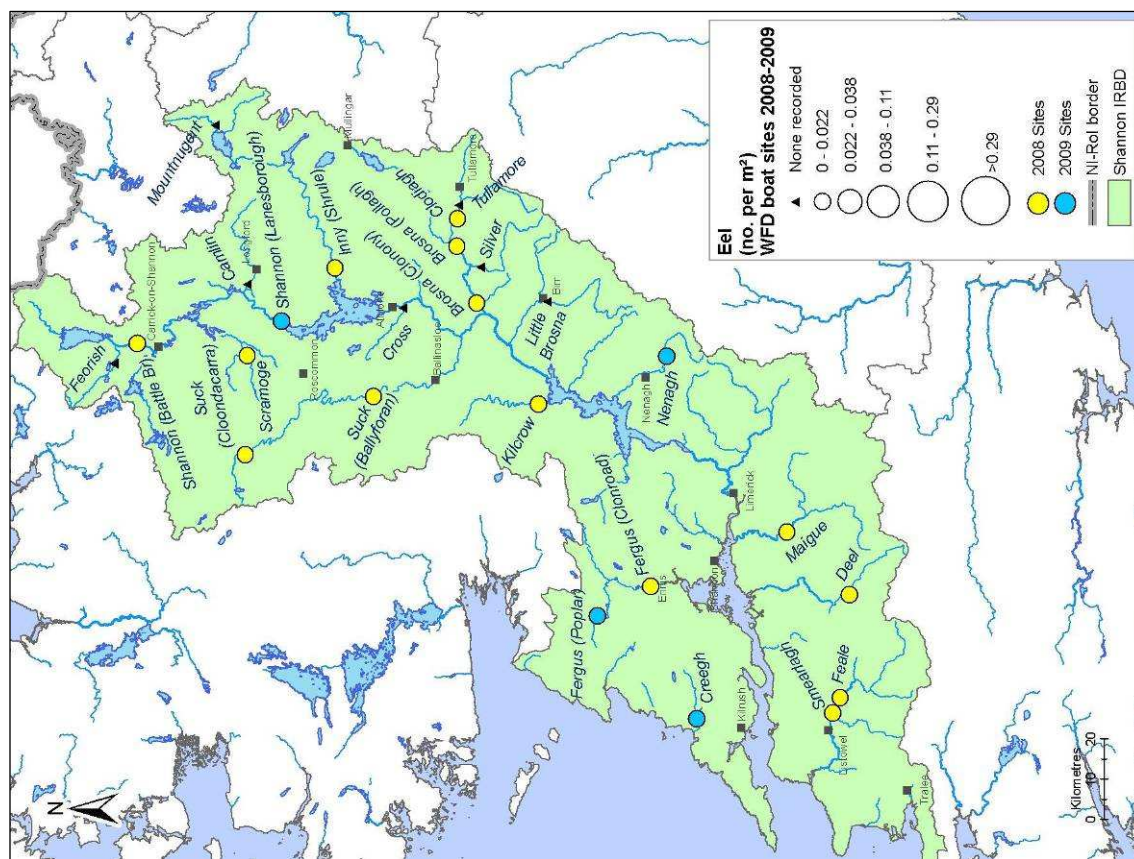 N
Feorish
Carrick-on-Shannon
Shannon (Battle Br).
Mountnugent
Camlin
Longford
Shannon (Lanesborough)
Suck
(Cloondacarra)
Scramoge
Roscommon
Inny (Shrule)
Mullingar
Suck
(Ballyforan)
Ballinasloe
Athlone
Cross
Brosna (Pollagh)
Clodiagh
Tullamore
Tullamore
Brosna (Clonony)
Silver
Little
Brosna
Birr
Kilcrow
Nenagh
Nenagh
Fergus (Clonroad)
Fergus (Poplar)
Ennis
Shannon
Limerick
Creegh
Kilrush
Maigue
Deel
Smearlagh
Feale
Listowel
Tralee
0 10 20
Kilometres
Eel
(no. per m²)
WFD boat sites 2008-2009
None recorded
0 - 0.022
0.022 - 0.038
0.038 - 0.11
0.11 - 0.29
>0.29
2008 Sites
2009 Sites
NI-RoI border
Shannon IRBD